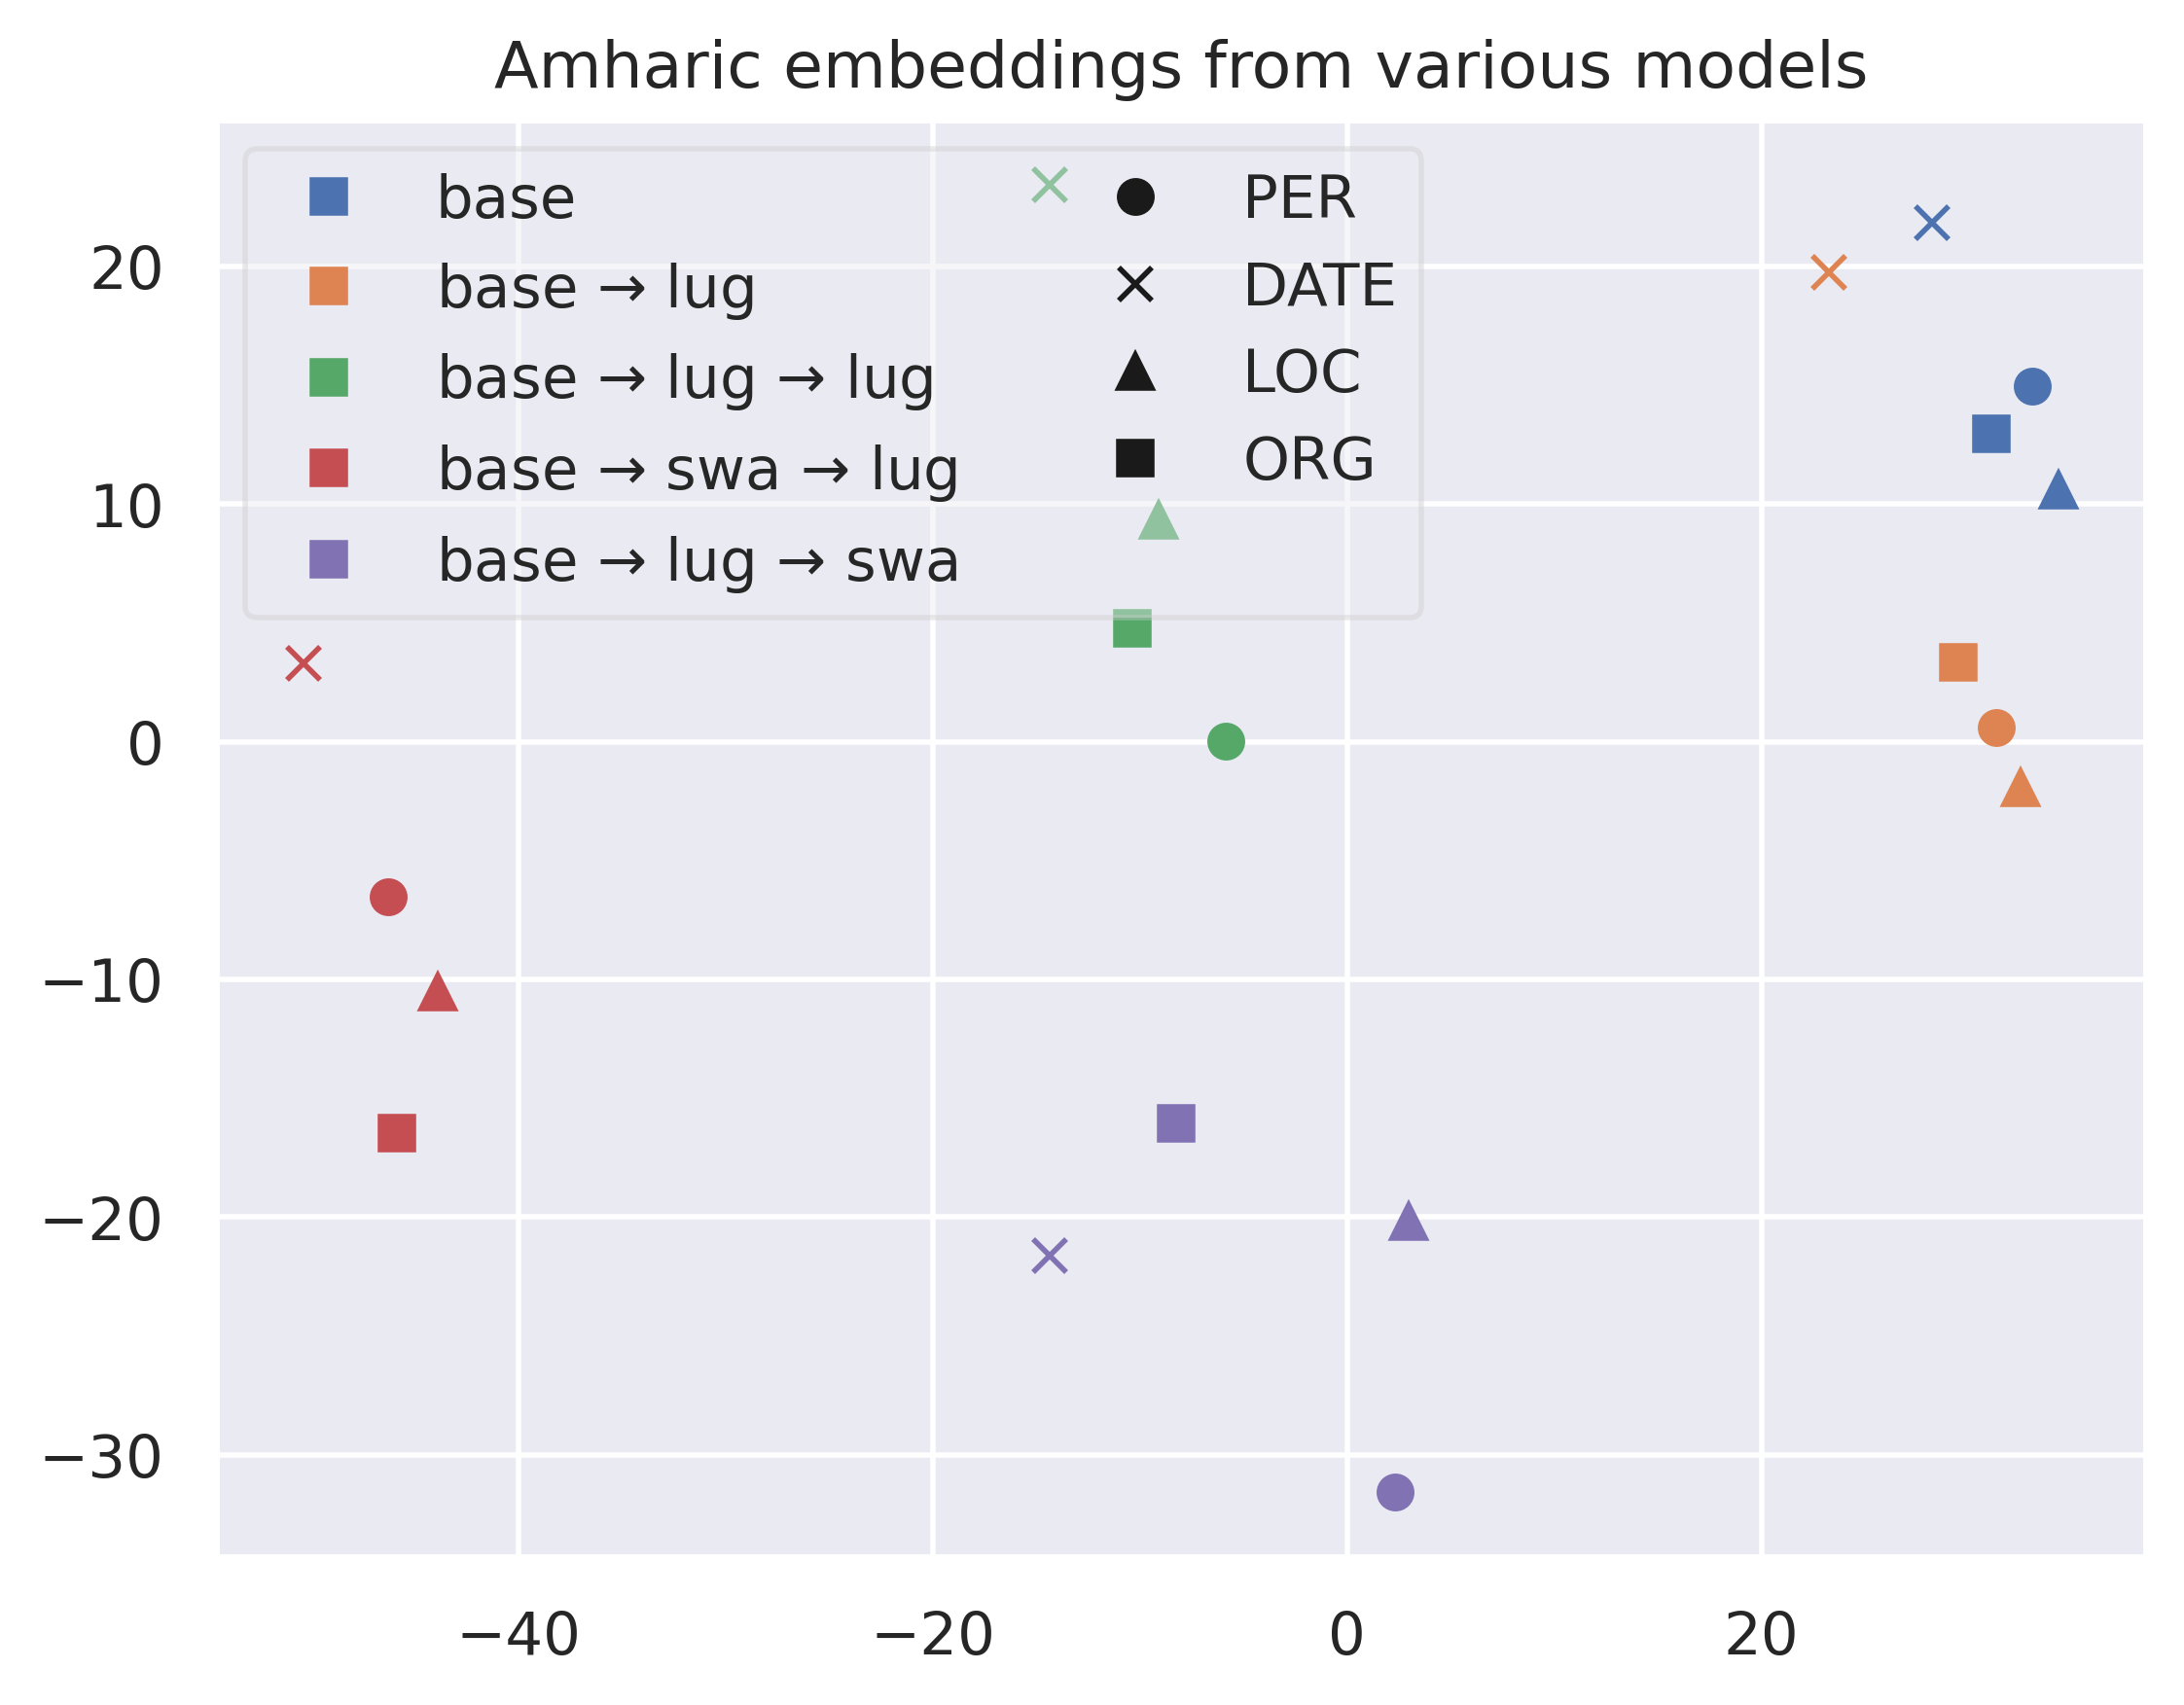 Amharic embeddings from various models
base
base → lug
base → lug → lug
base → swa → lug
base → lug → swa
PER
DATE
LOC
ORG
20
10
0
−10
−20
−30
−40
−20
0
20